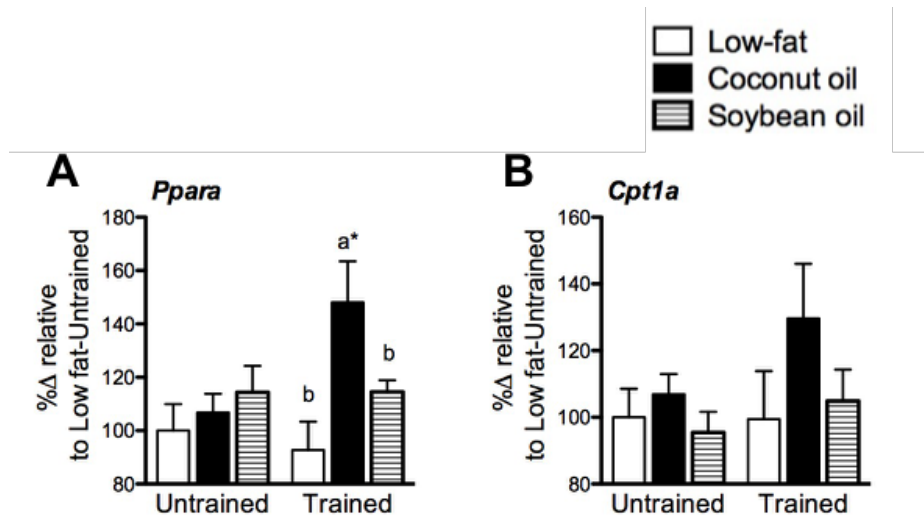 Low-fat
Coconut oil
Soybean oil
A
Ppara
%Δ relative
to Low fat-Untrained
180
160
140
120
100
80
b
a*
b
Untrained
Trained
B
Cpt1a
%Δ relative
to Low fat-Untrained
160
140
120
100
80
Untrained
Trained